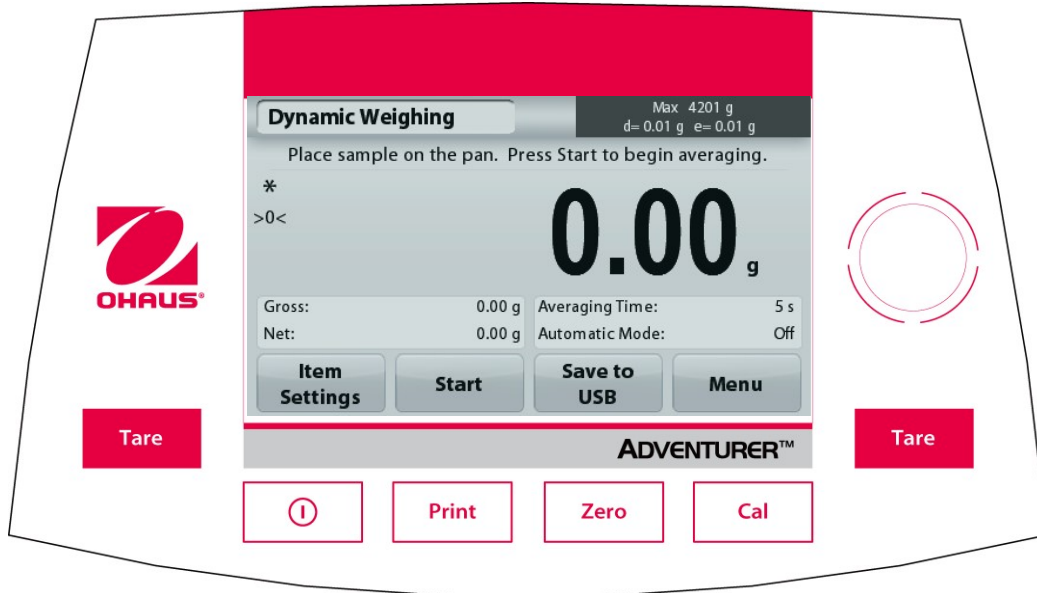 Dynamic Weighing
Max 4201 g
d= 0.01 g e= 0.01 g
Place sample on the pan. Press Start to begin averaging.
*
>0<
0.00 g
OHAUS®
Gross: 0.00 g
Net: 0.00 g
Averaging Time: 5 s
Automatic Mode: Off
Item
Settings
Start
Save to
USB
Menu
Tare
ADVENTURER™
Tare
Print
Zero
Cal